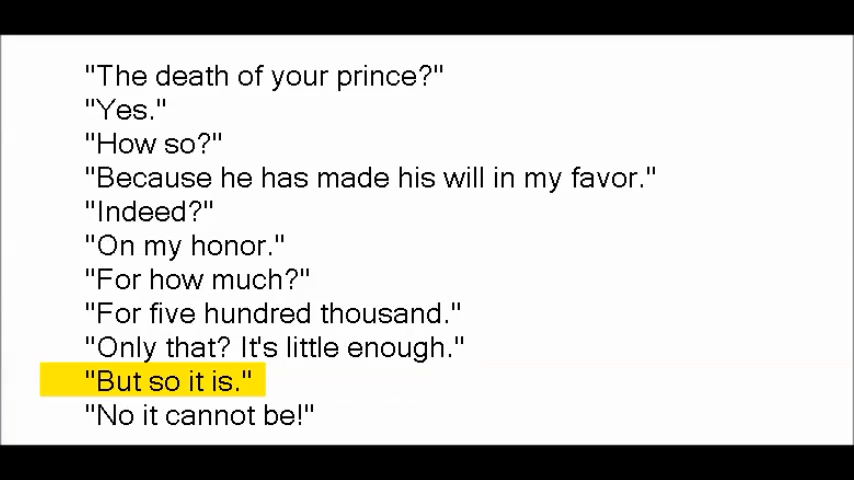 "The death of your prince?"
"Yes."
"How so?"
"Because he has made his will in my favor."
"Indeed?"
"On my honor."
"For how much?"
"For five hundred thousand."
"Only that? It's little enough."
"But so it is."
"No it cannot be!"